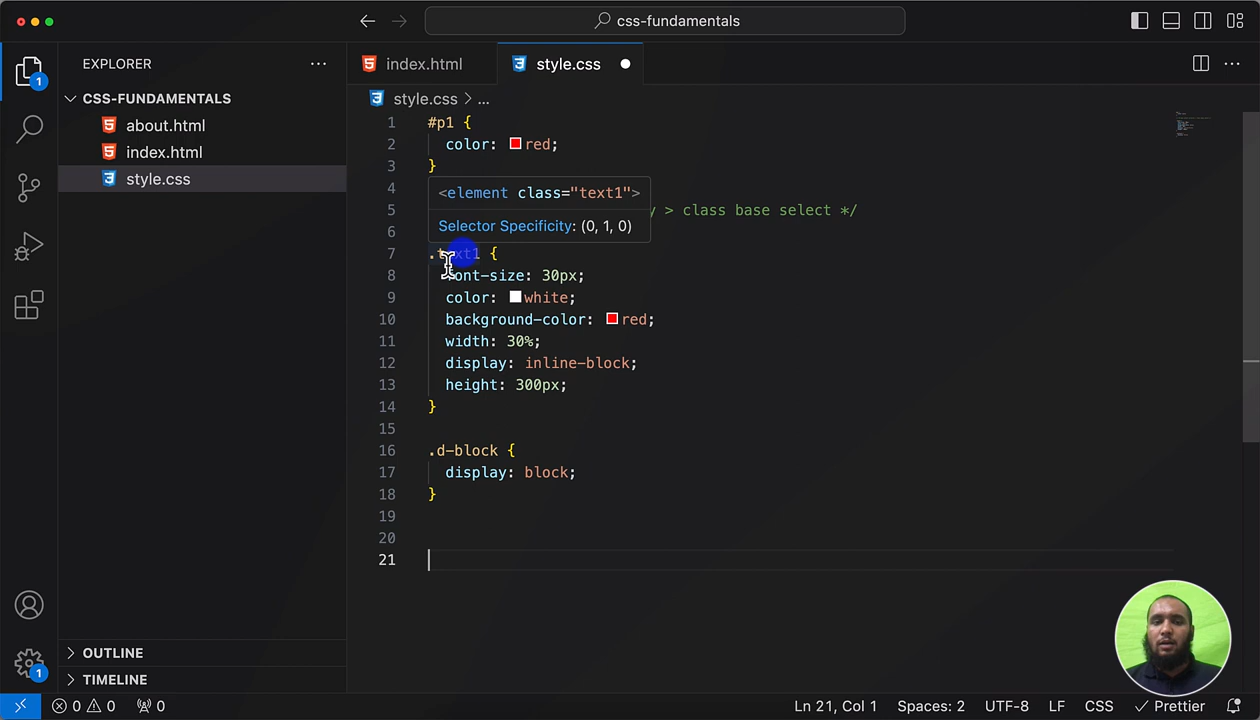 css-fundamentals
EXPLORER
1
CSS-FUNDAMENTALS
about.html
index.html
style.css
OUTLINE
TIMELINE
1
index.html
style.css
style.css > ...
1 #p1 {
2 color: red;
3 }
4
<element class="text1">
5 > class base select */
Selector Specificity: (0, 1, 0)
6
7 .text1 {
8 font-size: 30px;
9 color: white;
10 background-color: red;
11 width: 30%;
12 display: inline-block;
13 height: 300px;
14 }
15
16 .d-block {
17 display: block;
18 }
19
20
21
0 0 0
Ln 21, Col 1 Spaces: 2 UTF-8 LF CSS Prettier